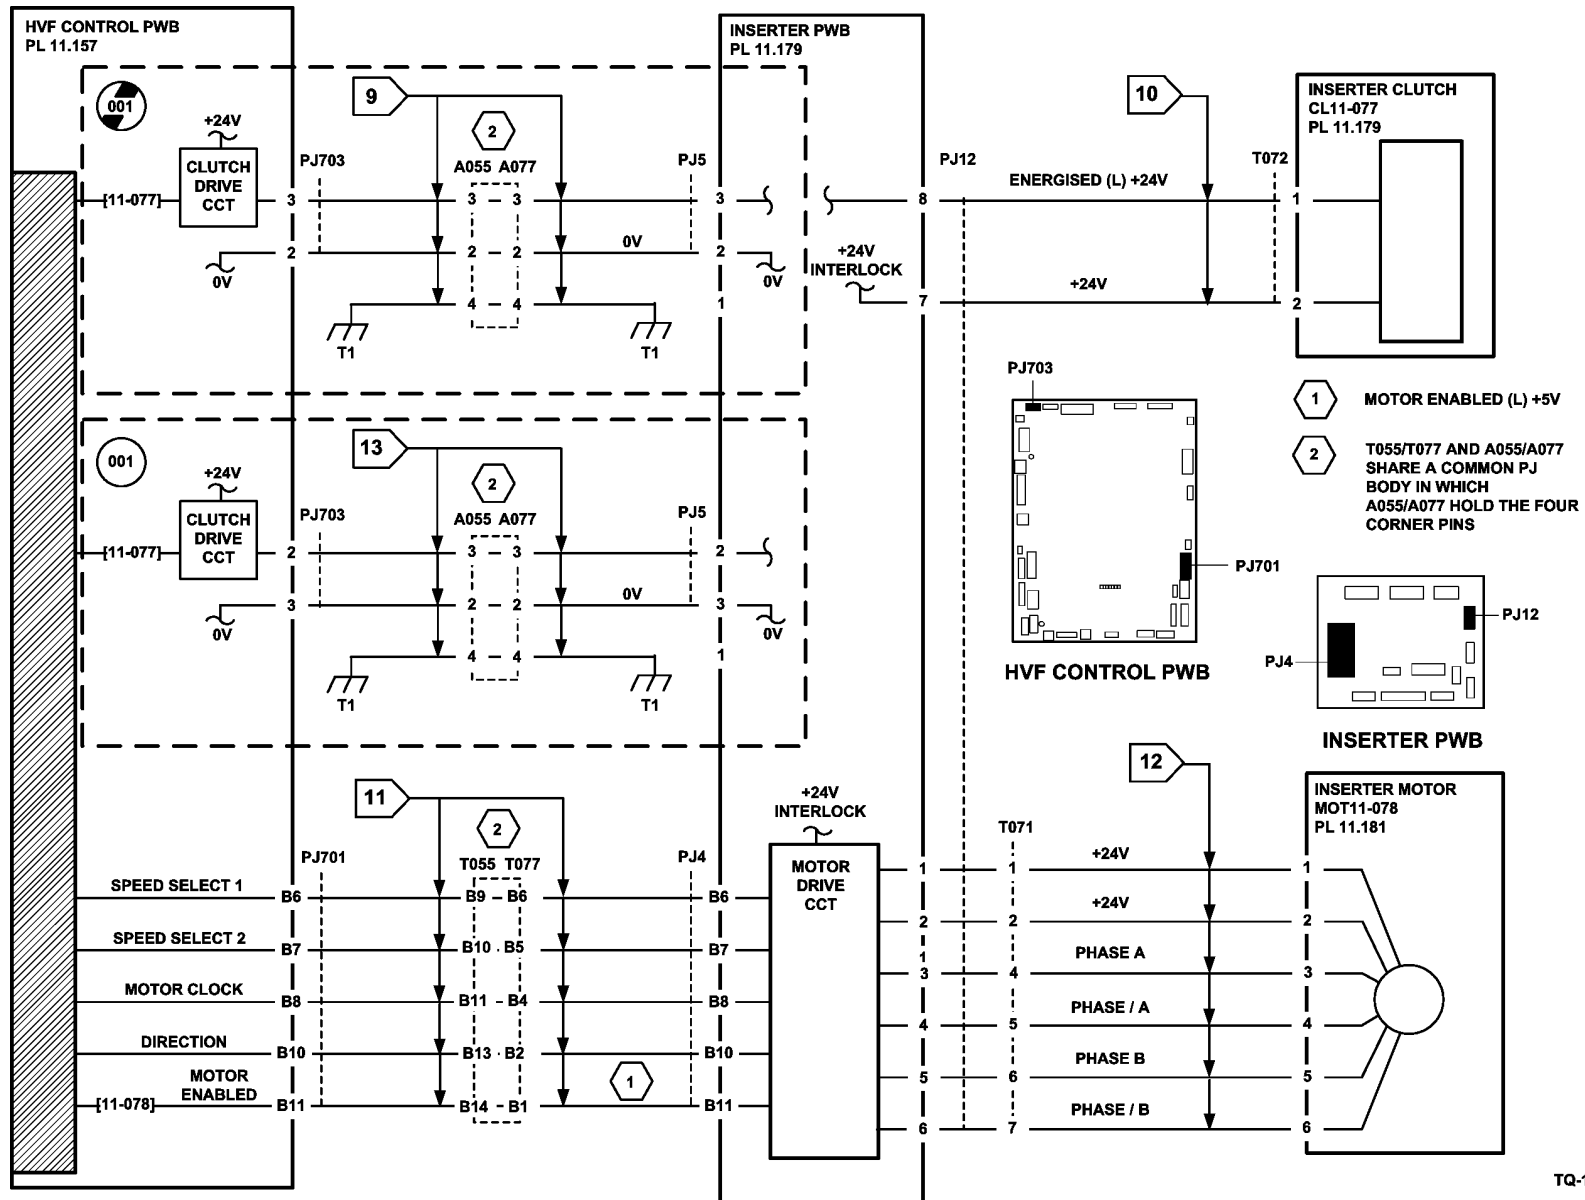 HVF CONTROL PWB
PL 11.157
INSERTER PWB
PL 11.179
001
9
2
+24V
CLUTCH
DRIVE
CCT
PJ703
A055 A077
PJ5
[11-077]
3
3 - 3
3
2
2 - 2
0V
2
0V
0V
4 - 4
1
T1
T1
10
INSERTER CLUTCH
CL11-077
PL 11.179
PJ12
T072
ENERGISED (L) +24V
8
1
+24V
INTERLOCK
7
+24V
2
001
13
2
+24V
CLUTCH
DRIVE
CCT
PJ703
A055 A077
PJ5
[11-077]
2
3 - 3
2
3
2 - 2
0V
3
0V
0V
4 - 4
1
T1
T1
PJ703
PJ701
HVF CONTROL PWB
1
MOTOR ENABLED (L) +5V
2
T055/T077 AND A055/A077
SHARE A COMMON PJ
BODY IN WHICH
A055/A077 HOLD THE FOUR
CORNER PINS
PJ12
PJ4
INSERTER PWB
11
2
PJ701
T055 T077
PJ4
SPEED SELECT 1
B6
B9 - B6
B6
SPEED SELECT 2
B7
B10 B5
B7
MOTOR CLOCK
B8
B11 - B4
B8
DIRECTION
B10
B13 - B2
B10
MOTOR
ENABLED
[11-078]
B11
B14 - B1
1
B11
+24V
INTERLOCK
MOTOR
DRIVE
CCT
12
T071
INSERTER MOTOR
MOT11-078
PL 11.181
1
1
+24V
1
2
2
+24V
2
1
3
4
PHASE A
3
4
5
PHASE / A
4
5
6
PHASE B
5
6
7
PHASE / B
6